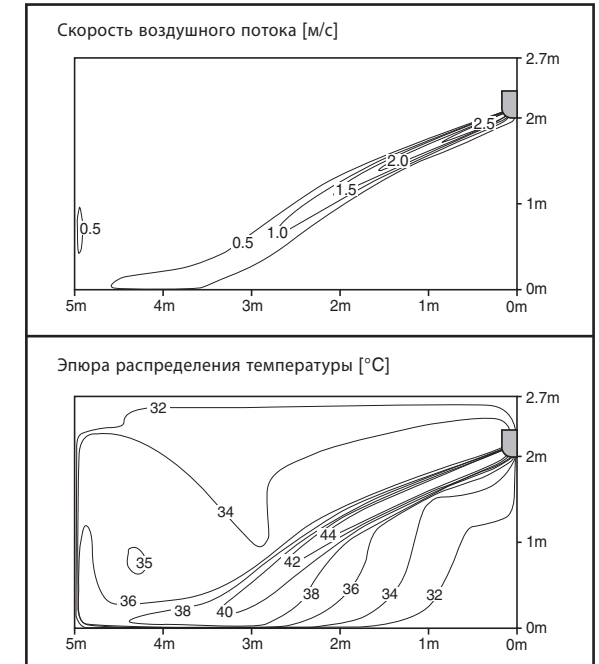 Скорость воздушного потока [м/с]
2.7m
2.5
2m
2.0
1.5
1m
0.5
1.0
0.5
0m
5m 4m 3m 2m 1m 0m
Эпюра распределения температуры [°C]
2.7m
32
2m
34
44
1m
42
35
38 36 34 32
36
38 40
0m
5m 4m 3m 2m 1m 0m